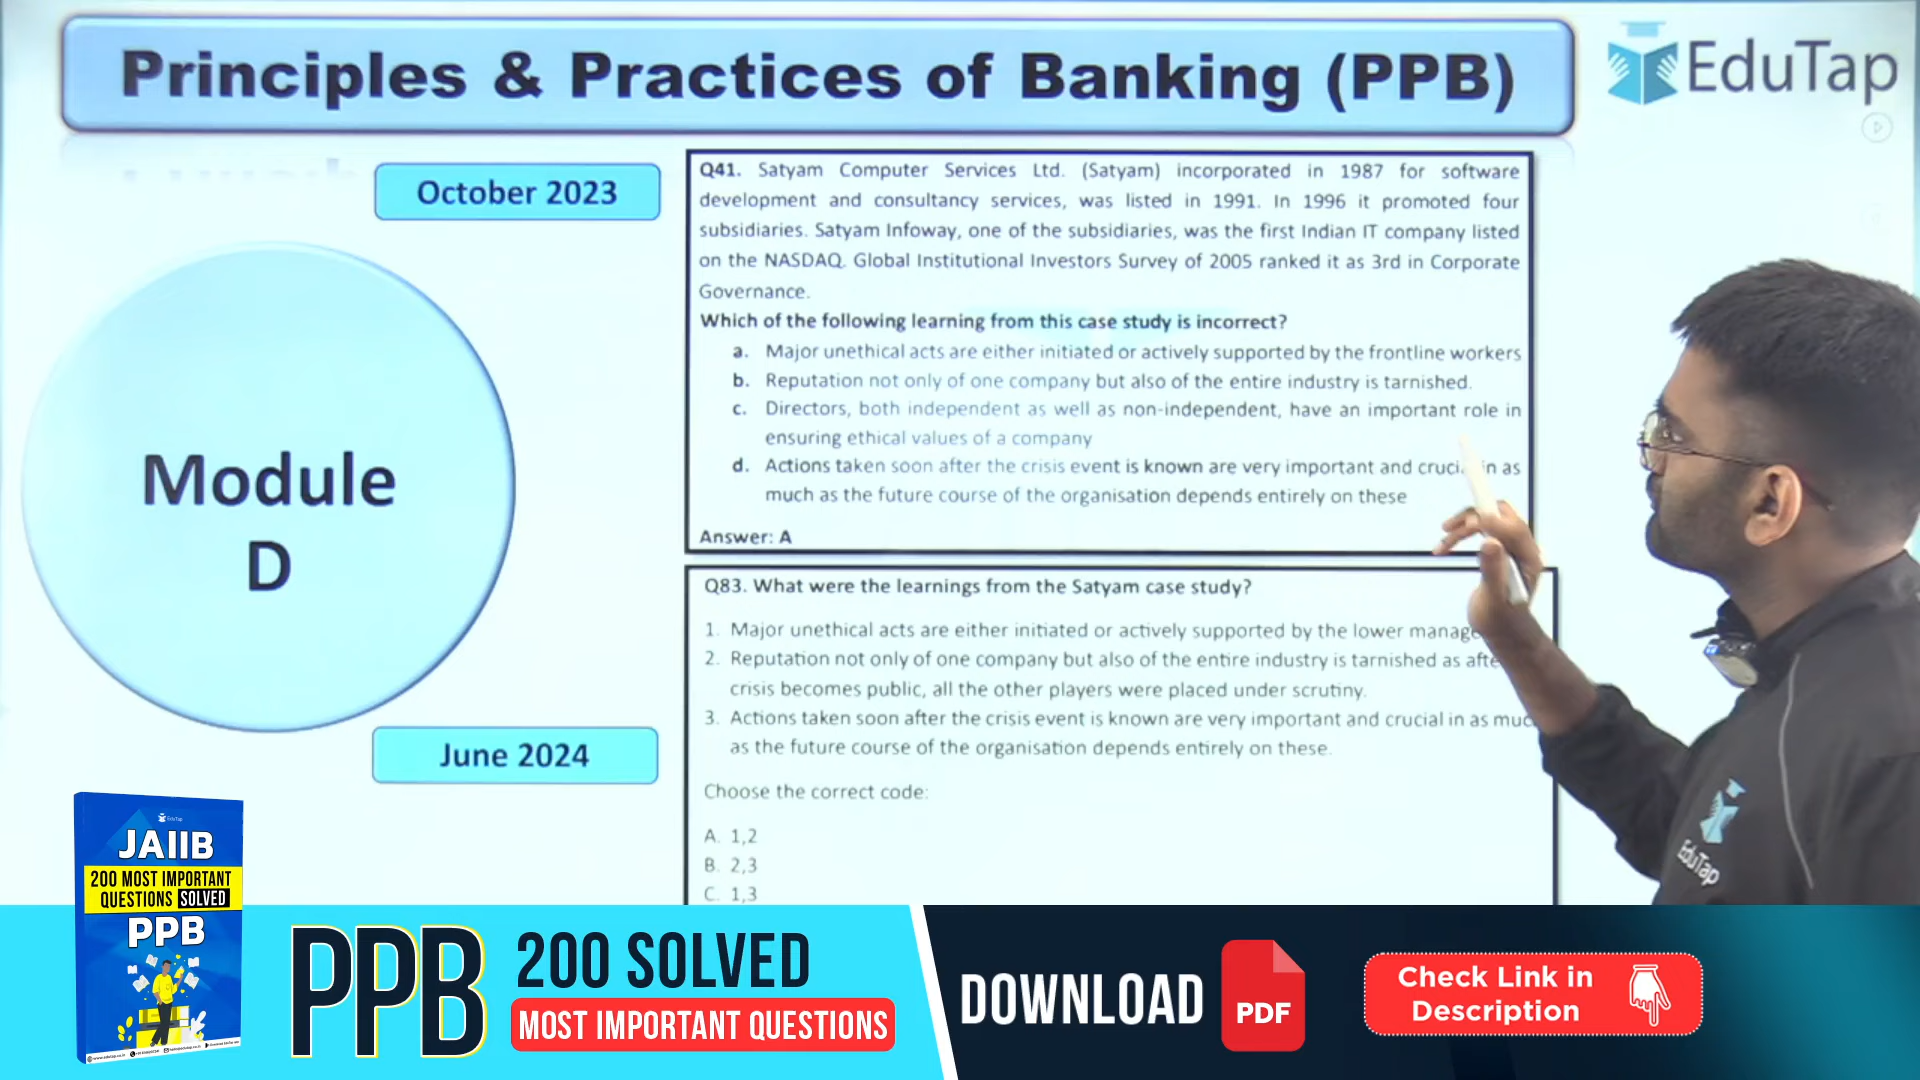 Principles & Practices of Banking (PPB)
EduTap
October 2023
Module
D
June 2024
Q41. Satyam Computer Services Ltd. (Satyam) incorporated in 1987 for software
development and consultancy services, was listed in 1991. In 1996 it promoted four
subsidiaries. Satyam Infoway, one of the subsidiaries, was the first Indian IT company listed
on the NASDAQ. Global Institutional Investors Survey of 2005 ranked it as 3rd in Corporate
Governance.
Which of the following learning from this case study is incorrect?
a. Major unethical acts are either initiated or actively supported by the frontline workers
b. Reputation not only of one company but also of the entire industry is tarnished.
c. Directors, both independent as well as non-independent, have an important role in
ensuring ethical values of a company
d. Actions taken soon after the crisis event is known are very important and in as
much as the future course of the organisation depends entirely on these
Answer: A
Q83. What were the learnings from the Satyam case study?
1. Major unethical acts are either initiated or actively supported by the lower
2. Reputation not only of one company but also of the entire industry is tarnished as
crisis becomes public, all the other players were placed under scrutiny.
3. Actions taken soon after the crisis event is known are very important and crucial in as
as the future course of the organisation depends entirely on these.
Choose the correct code:
A. 1,2
B. 2,3
C. 1,3
EduTap
EduTap
JAIIB
200 MOST IMPORTANT
QUESTIONS SOLVED
PPB
PPB
200 SOLVED
MOST IMPORTANT QUESTIONS
DOWNLOAD
PDF
Check Link in
Description